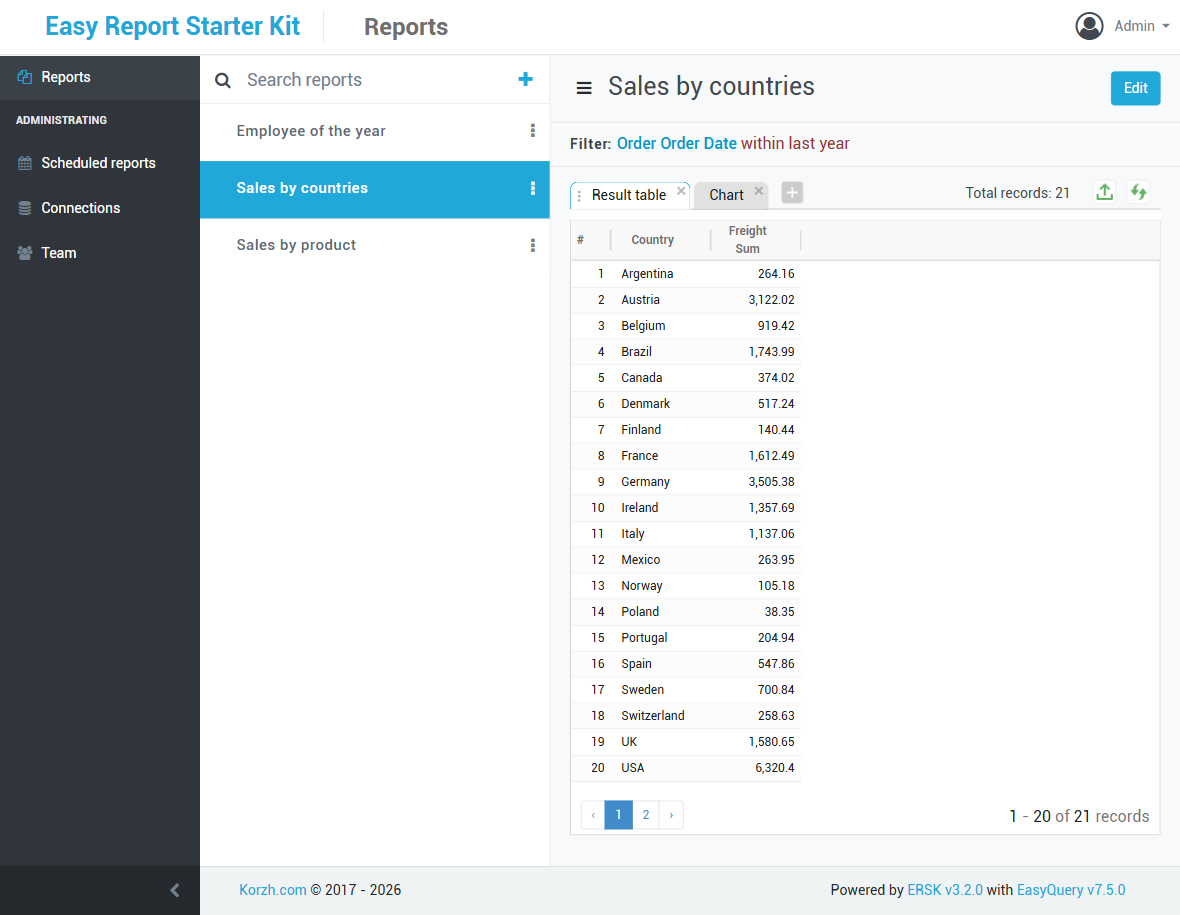 Easy Report Starter Kit
Reports
Admin
Reports
ADMINISTRATING
Scheduled reports
Connections
Team
Search reports
Employee of the year
Sales by countries
Sales by product
Sales by countries
Edit
Filter: Order Order Date within last year
Result table
Chart
Total records: 21
# Country Freight Sum
1 Argentina 264.16
2 Austria 3,122.02
3 Belgium 919.42
4 Brazil 1,743.99
5 Canada 374.02
6 Denmark 517.24
7 Finland 140.44
8 France 1,612.49
9 Germany 3,505.38
10 Ireland 1,357.69
11 Italy 1,137.06
12 Mexico 263.95
13 Norway 105.18
14 Poland 38.35
15 Portugal 204.94
16 Spain 547.86
17 Sweden 700.84
18 Switzerland 258.63
19 UK 1,580.65
20 USA 6,320.4
‹ 1 2 ›
1 - 20 of 21 records
Korzh.com © 2017 - 2026
Powered by ERSK v3.2.0 with EasyQuery v7.5.0